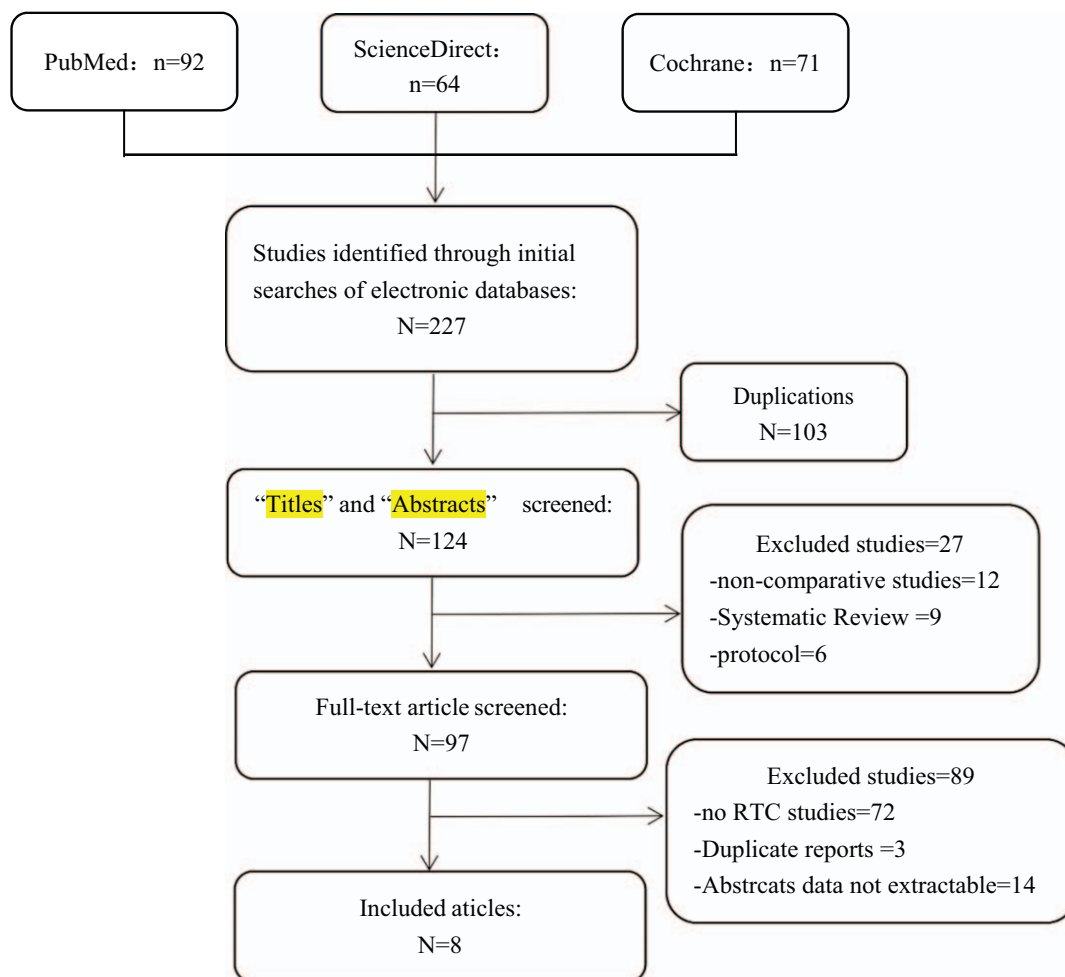 PubMed：n=92
ScienceDirect：
n=64
Cochrane：n=71
Studies identified through initial
searches of electronic databases:
N=227
Duplications
N=103
“Titles” and “Abstracts” screened:
N=124
Excluded studies=27
-non-comparative studies=12
-Systematic Review =9
-protocol=6
Full-text article screened:
N=97
Excluded studies=89
-no RTC studies=72
-Duplicate reports =3
-Abstrcats data not extractable=14
Included aticles:
N=8